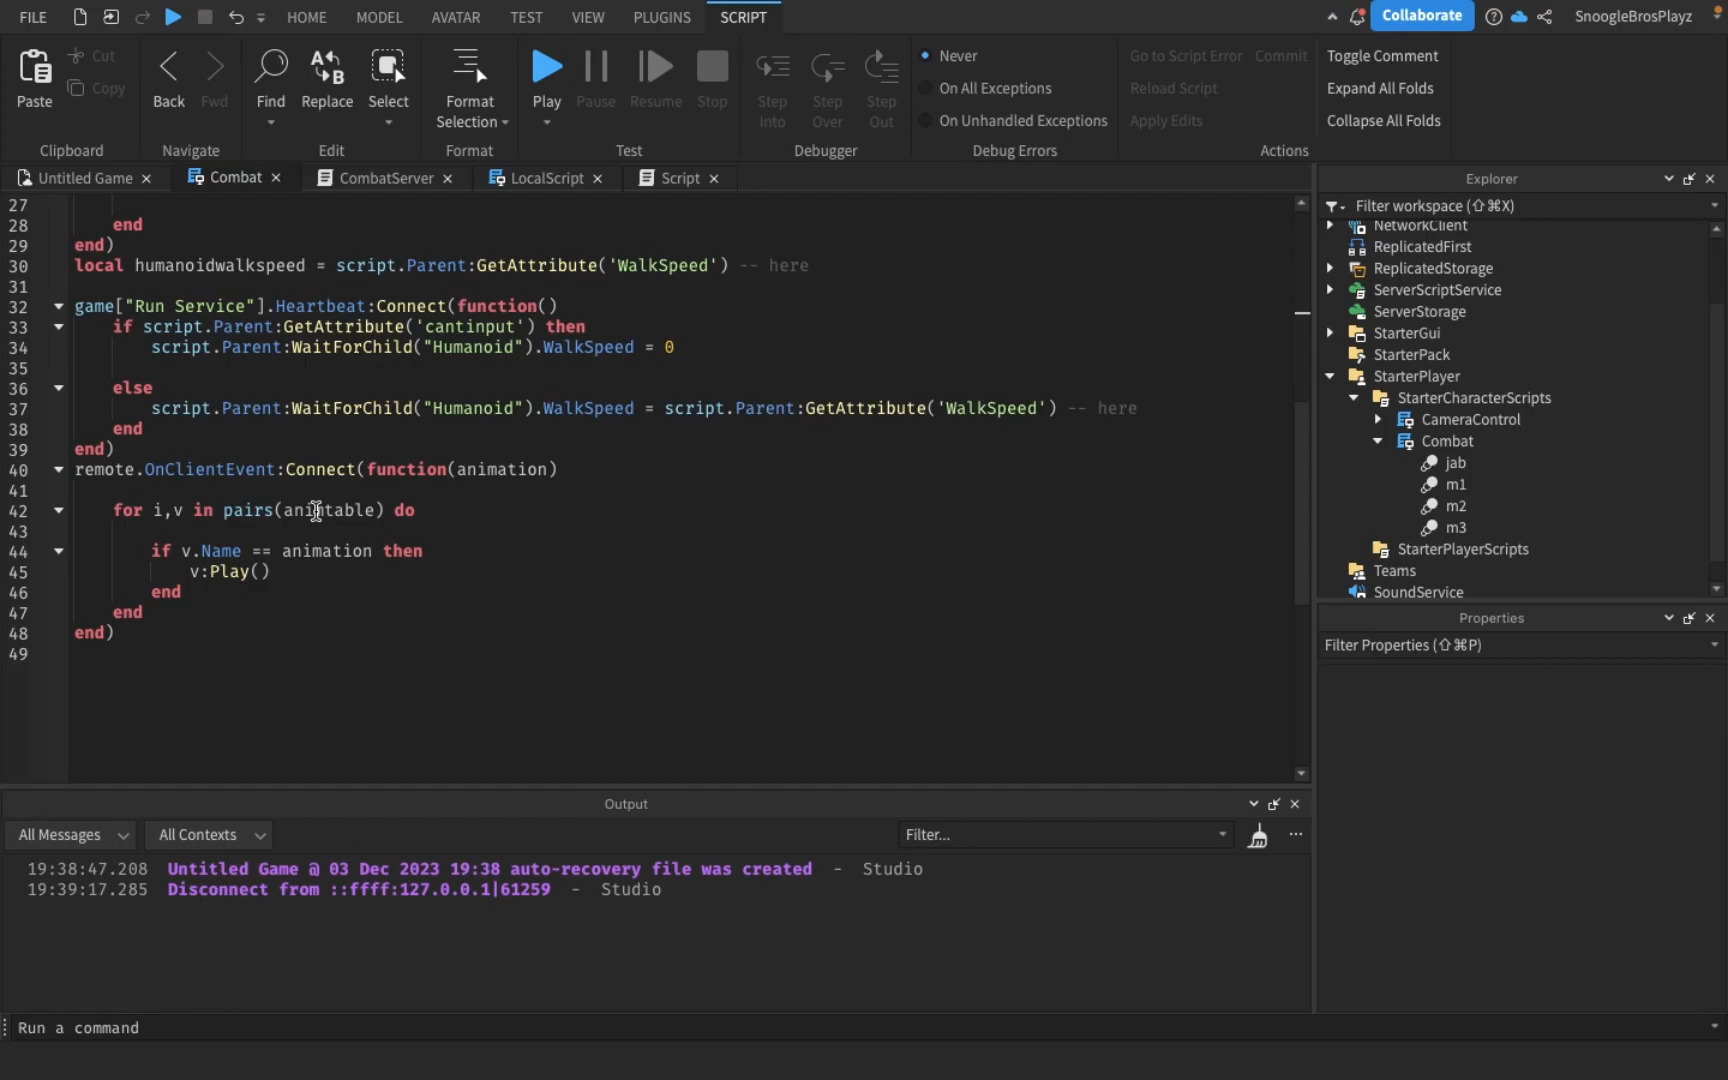 FILE HOME MODEL AVATAR TEST VIEW PLUGINS SCRIPT Collaborate SnoogleBrosPlayz
Paste Cut Copy Clipboard
Back Fwd Navigate
Find Replace Select Edit
Format Selection Format
Play Pause Resume Stop Test
Step Into Step Over Step Out Debugger
Never
On All Exceptions
On Unhandled Exceptions
Debug Errors
Go to Script Error Commit Toggle Comment
Reload Script Expand All Folds
Apply Edits Collapse All Folds
Actions
Untitled Game Combat CombatServer LocalScript Script
27
28 end
29 end)
30 local humanoidwalkspeed = script.Parent:GetAttribute('WalkSpeed') -- here
31
32 game["Run Service"].Heartbeat:Connect(function()
33 if script.Parent:GetAttribute('cantinput') then
34 script.Parent:WaitForChild("Humanoid").WalkSpeed = 0
35
36 else
37 script.Parent:WaitForChild("Humanoid").WalkSpeed = script.Parent:GetAttribute('WalkSpeed') -- here
38 end
39 end)
40 remote.OnClientEvent:Connect(function(animation)
41
42 for i,v in pairs(animtable) do
43
44 if v.Name == animation then
45 v:Play()
46 end
47 end
48 end)
49
Explorer
Filter workspace (⇧⌘X)
NetworkClient
ReplicatedFirst
ReplicatedStorage
ServerScriptService
ServerStorage
StarterGui
StarterPack
StarterPlayer
StarterCharacterScripts
CameraControl
Combat
jab
m1
m2
m3
StarterPlayerScripts
Teams
SoundService
Properties
Filter Properties (⇧⌘P)
Output
All Messages All Contexts Filter...
19:38:47.208 Untitled Game @ 03 Dec 2023 19:38 auto-recovery file was created - Studio
19:39:17.285 Disconnect from ::ffff:127.0.0.1|61259 - Studio
Run a command